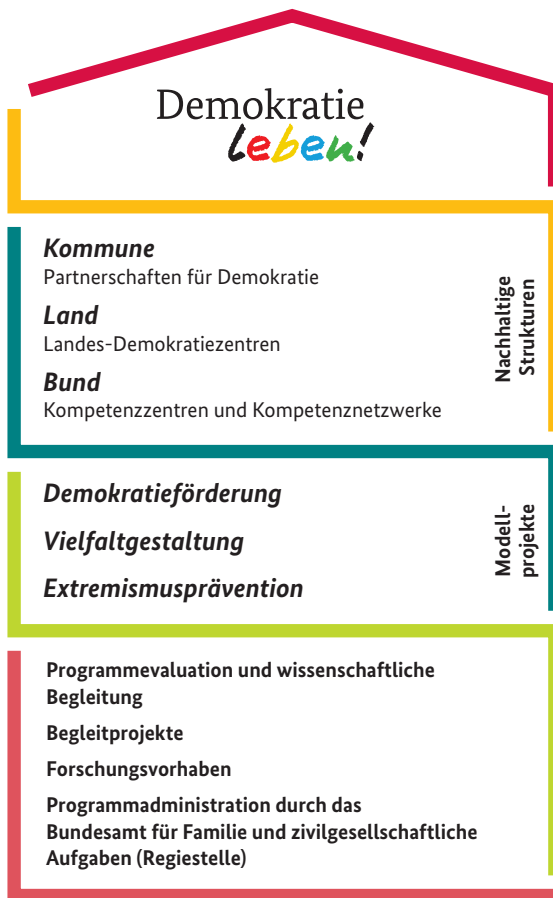 Demokratie
leben!
Kommune
Partnerschaften für Demokratie
Land
Landes-Demokratiezentren
Bund
Kompetenzzentren und Kompetenznetzwerke
Nachhaltige
Strukturen
Demokratieförderung
Vielfaltgestaltung
Extremismusprävention
Modell-
projekte
Programmevaluation und wissenschaftliche
Begleitung
Begleitprojekte
Forschungsvorhaben
Programmadministration durch das
Bundesamt für Familie und zivilgesellschaftliche
Aufgaben (Regiestelle)